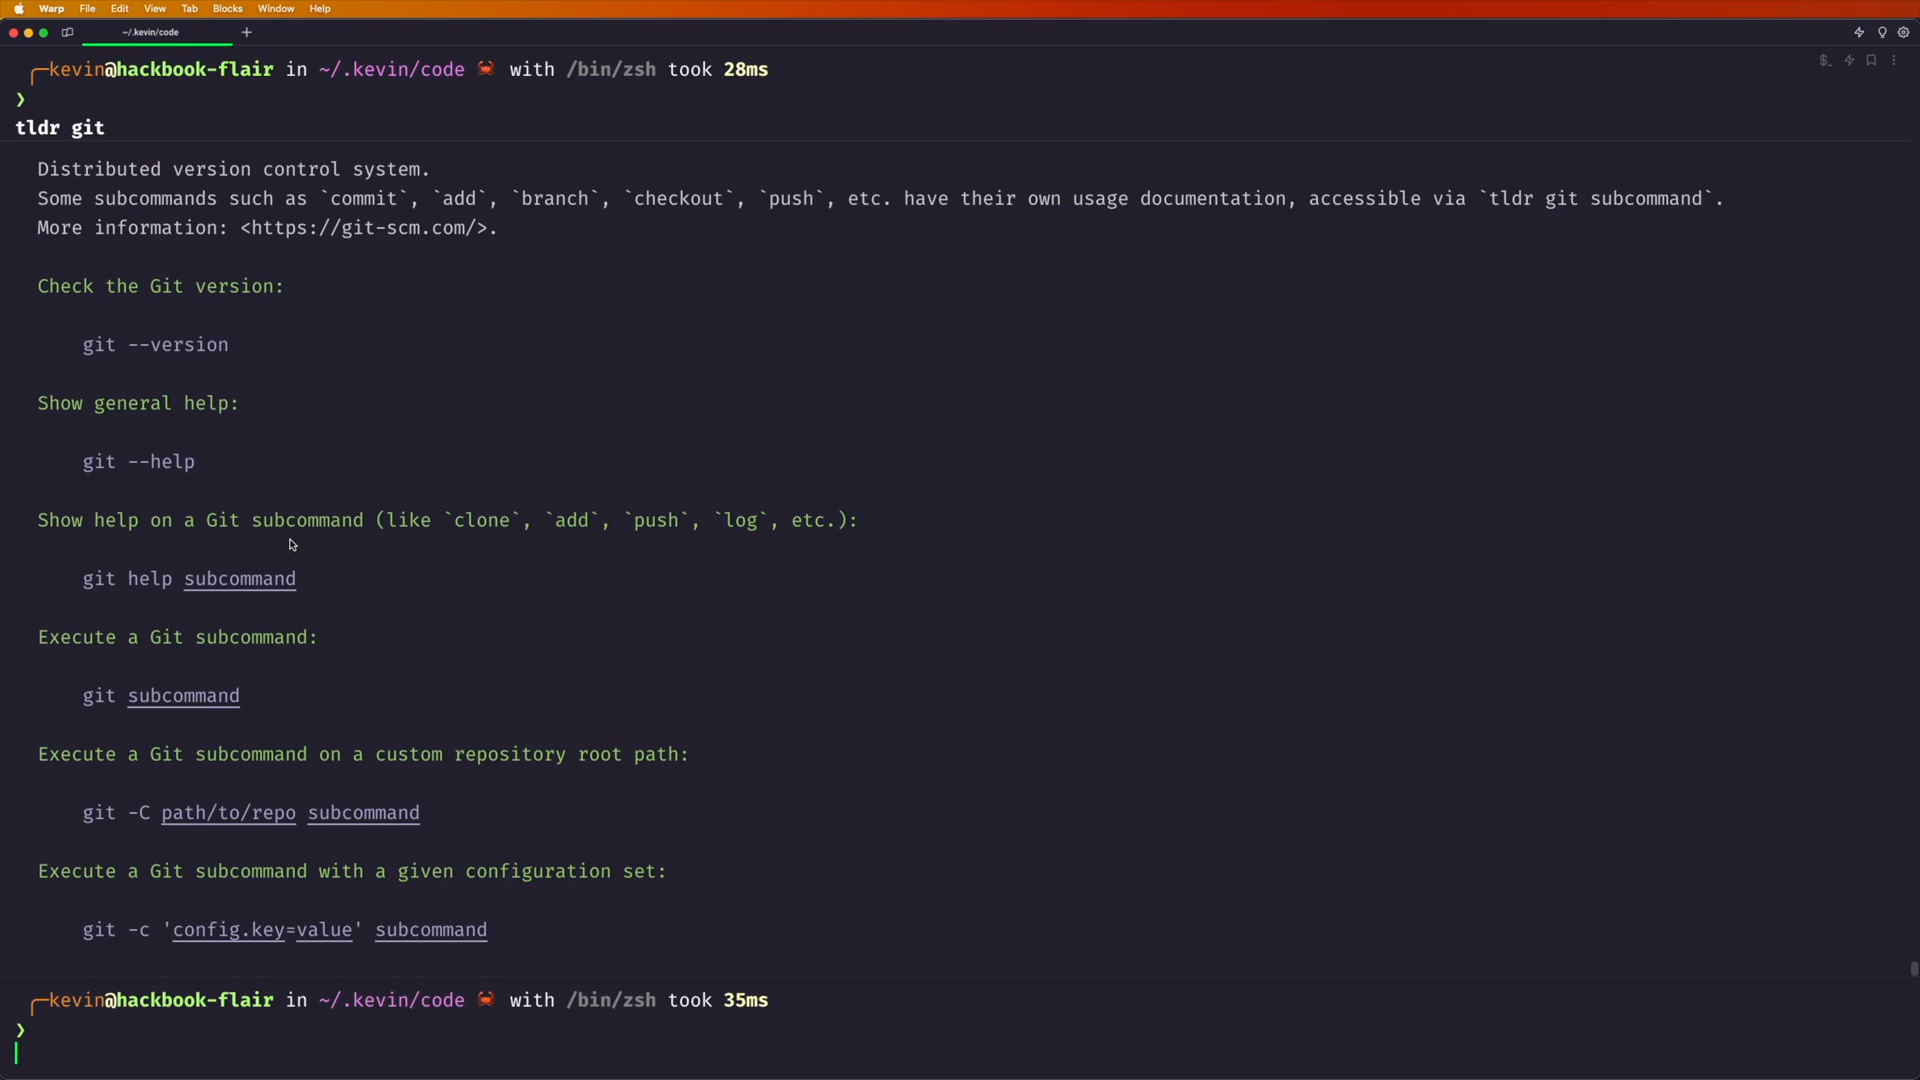 Warp File Edit View Tab Blocks Window Help
~/.kevin/code
kevin@hackbook-flair in ~/.kevin/code 🦀 with /bin/zsh took 28ms
❯
tldr git
Distributed version control system.
Some subcommands such as `commit`, `add`, `branch`, `checkout`, `push`, etc. have their own usage documentation, accessible via `tldr git subcommand`.
More information: <https://git-scm.com/>.
Check the Git version:
git --version
Show general help:
git --help
Show help on a Git subcommand (like `clone`, `add`, `push`, `log`, etc.):
git help subcommand
Execute a Git subcommand:
git subcommand
Execute a Git subcommand on a custom repository root path:
git -C path/to/repo subcommand
Execute a Git subcommand with a given configuration set:
git -c 'config.key=value' subcommand
kevin@hackbook-flair in ~/.kevin/code 🦀 with /bin/zsh took 35ms
❯